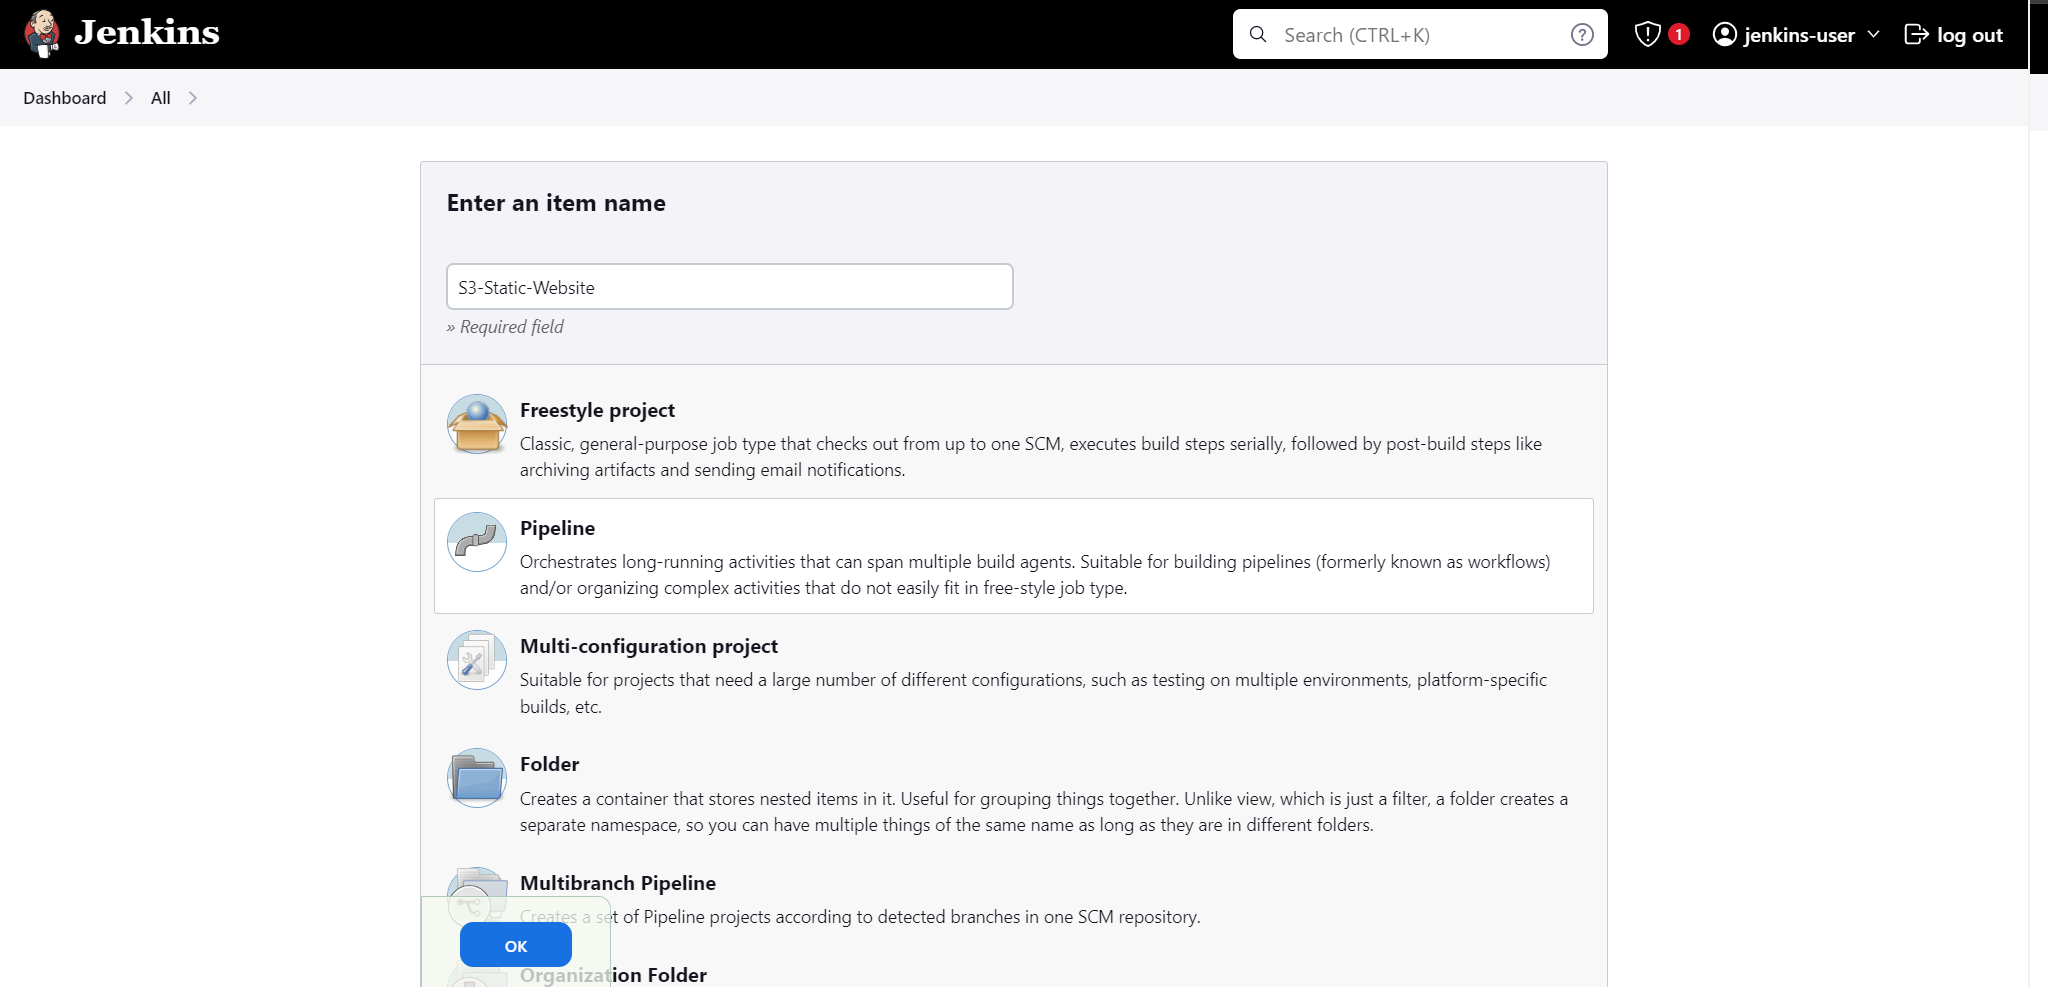 Jenkins
Search (CTRL+K)
1
jenkins-user
log out
Dashboard
All
Enter an item name
S3-Static-Website
» Required field
Freestyle project
Classic, general-purpose job type that checks out from up to one SCM, executes build steps serially, followed by post-build steps like
archiving artifacts and sending email notifications.
Pipeline
Orchestrates long-running activities that can span multiple build agents. Suitable for building pipelines (formerly known as workflows)
and/or organizing complex activities that do not easily fit in free-style job type.
Multi-configuration project
Suitable for projects that need a large number of different configurations, such as testing on multiple environments, platform-specific
builds, etc.
Folder
Creates a container that stores nested items in it. Useful for grouping things together. Unlike view, which is just a filter, a folder creates a
separate namespace, so you can have multiple things of the same name as long as they are in different folders.
Multibranch Pipeline
Creates a set of Pipeline projects according to detected branches in one SCM repository.
OK
Organization Folder